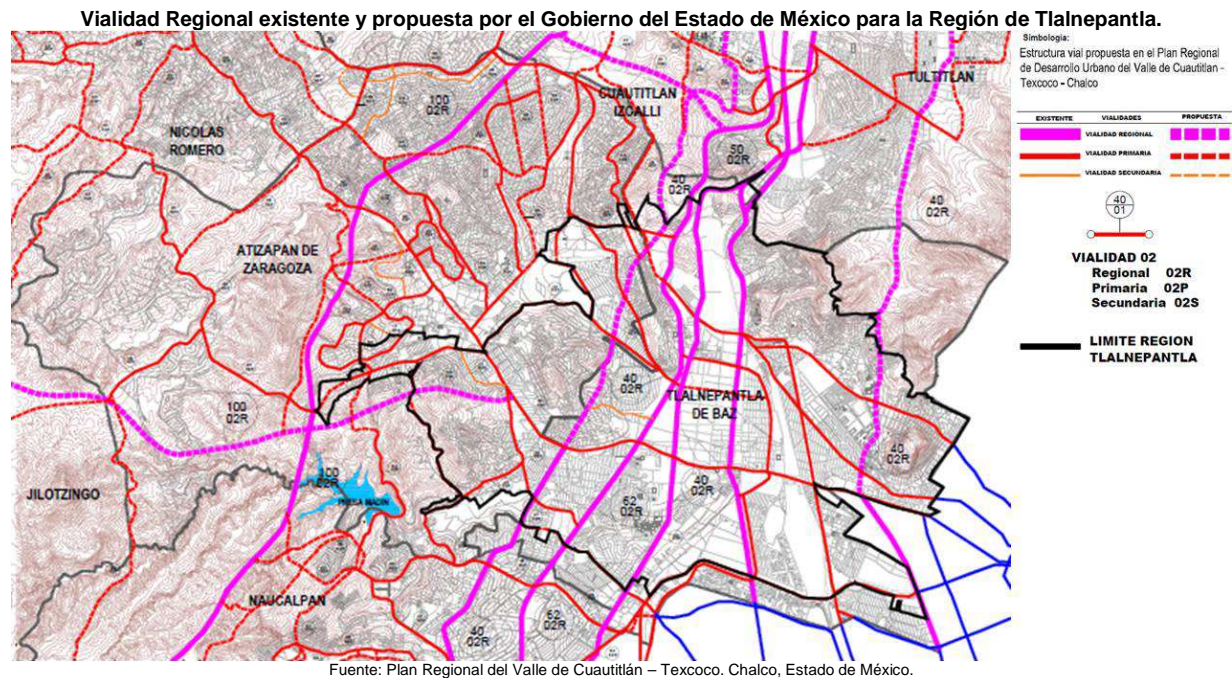 Vialidad Regional existente y propuesta por el Gobierno del Estado de México para la Región de Tlalnepantla.
Simbología:
Estructura vial propuesta en el Plan Regional
de Desarrollo Urbano del Valle de Cuautitlan -
Texcoco - Chalco
EXISTENTE VIALIDADES PROPUESTA
VIALIDAD REGIONAL
VIALIDAD PRIMARIA
VIALIDAD SECUNDARIA
40
01
VIALIDAD 02
Regional 02R
Primaria 02P
Secundaria 02S
LIMITE REGION
TLALNEPANTLA
TULTITLAN
CUAUTITLAN
IZCALLI
100
02R
NICOLAS
ROMERO
50
02R
40
02R
40
02R
ATIZAPAN DE
ZARAGOZA
40
02R
TLALNEPANTLA
DE BAZ
100
02R
40
02R
100
02R
PRESA MADIN
JILOTZINGO
62
02R
40
02R
NAUCALPAN
40
02R
62
02R
Fuente: Plan Regional del Valle de Cuautitlán – Texcoco. Chalco, Estado de México.